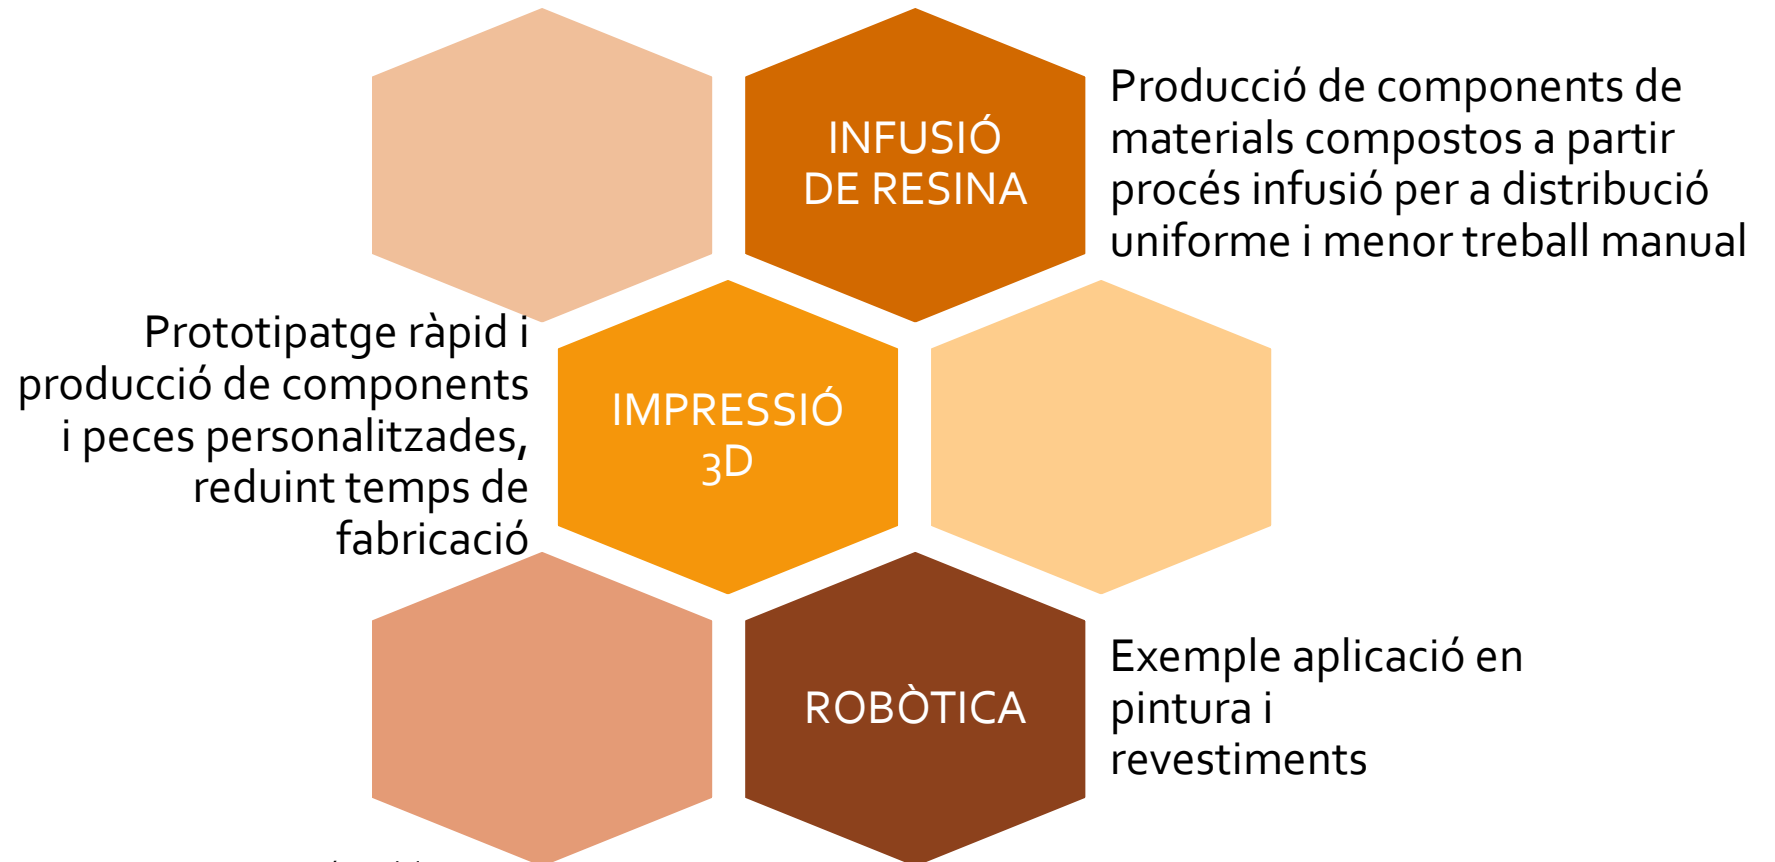 INFUSIÓ
DE RESINA
Producció de components de
materials compostos a partir
procés infusió per a distribució
uniforme i menor treball manual
Prototipatge ràpid i
producció de components
i peces personalitzades,
reduint temps de
fabricació
IMPRESSIÓ
3D
ROBÒTICA
Exemple aplicació en
pintura i
revestiments